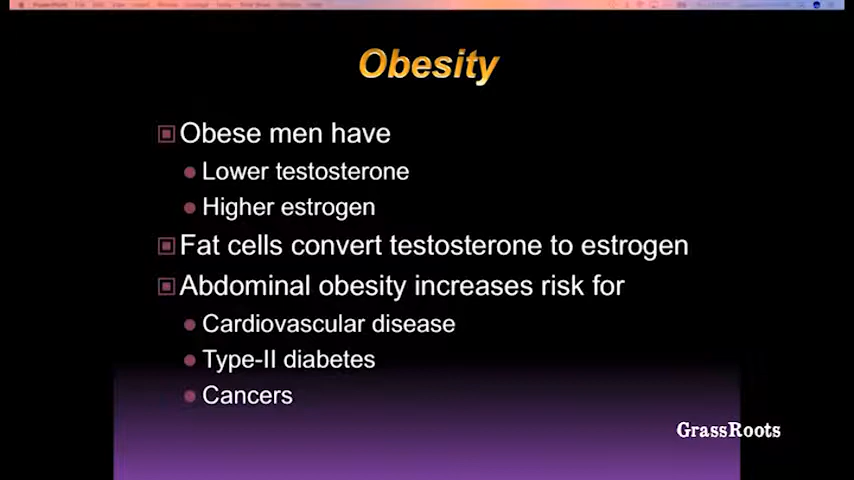 Obesity
Obese men have
Lower testosterone
Higher estrogen
Fat cells convert testosterone to estrogen
Abdominal obesity increases risk for
Cardiovascular disease
Type-II diabetes
Cancers
GrassRoots